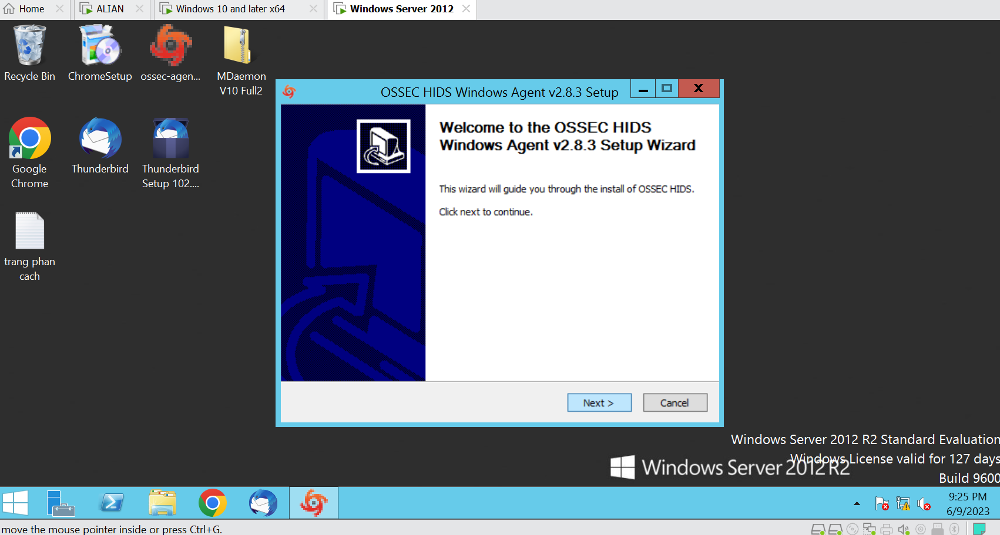 Home
ALIAN
Windows 10 and later x64
Windows Server 2012
Recycle Bin
ChromeSetup
ossec-agen...
MDaemon
V10 Full2
Google
Chrome
Thunderbird
Thunderbird
Setup 102....
trang phan
cach
OSSEC HIDS Windows Agent v2.8.3 Setup
Welcome to the OSSEC HIDS
Windows Agent v2.8.3 Setup Wizard
This wizard will guide you through the install of OSSEC HIDS.
Click next to continue.
Next >
Cancel
Windows Server 2012 R2 Standard Evaluation
Windows License valid for 127 days
Build 9600
Windows Server 2012 R2
9:25 PM
6/9/2023
move the mouse pointer inside or press Ctrl+G.